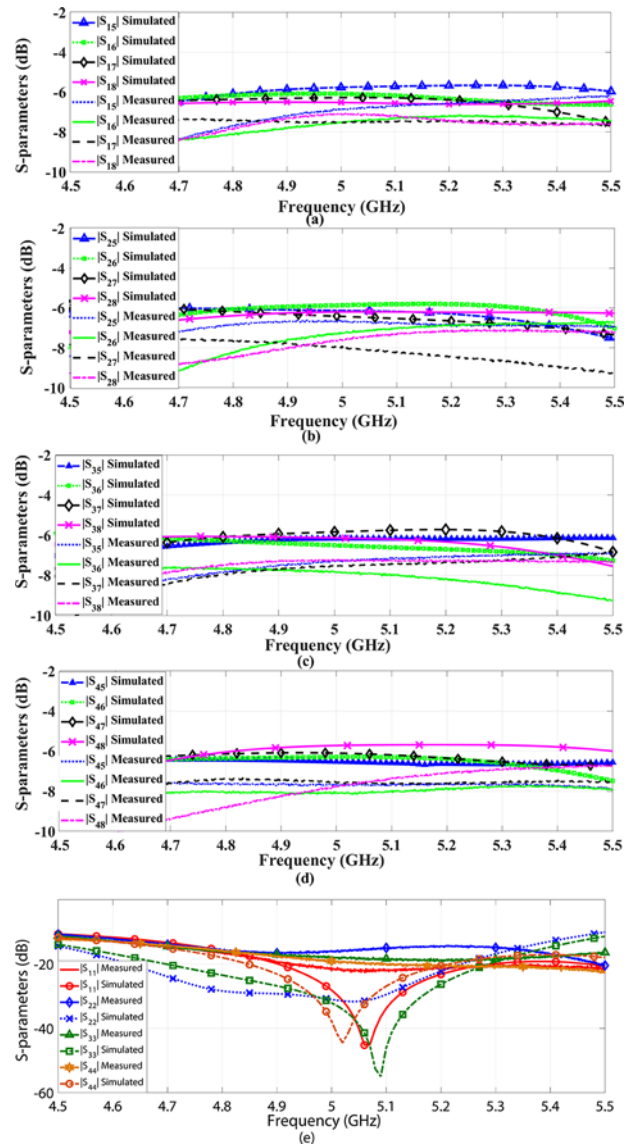 S-parameters (dB)
-2
-4
-6
-8
-10
|S15| Simulated
|S16| Simulated
|S17| Simulated
|S18| Simulated
|S15| Measured
|S16| Measured
|S17| Measured
|S18| Measured
4.5 4.6 4.7 4.8 4.9 5 5.1 5.2 5.3 5.4 5.5
Frequency (GHz)
(a)
S-parameters (dB)
-2
-4
-6
-8
-10
|S25| Simulated
|S26| Simulated
|S27| Simulated
|S28| Simulated
|S25| Measured
|S26| Measured
|S27| Measured
|S28| Measured
4.5 4.6 4.7 4.8 4.9 5 5.1 5.2 5.3 5.4 5.5
Frequency (GHz)
(b)
S-parameters (dB)
-2
-4
-6
-8
-10
|S35| Simulated
|S36| Simulated
|S37| Simulated
|S38| Simulated
|S35| Measured
|S36| Measured
|S37| Measured
|S38| Measured
4.5 4.6 4.7 4.8 4.9 5 5.1 5.2 5.3 5.4 5.5
Frequency (GHz)
(c)
S-parameters (dB)
-2
-4
-6
-8
-10
|S45| Simulated
|S46| Simulated
|S47| Simulated
|S48| Simulated
|S45| Measured
|S46| Measured
|S47| Measured
|S48| Measured
4.5 4.6 4.7 4.8 4.9 5 5.1 5.2 5.3 5.4 5.5
Frequency (GHz)
(d)
S-parameters (dB)
-20
-40
-60
|S11| Measured
|S11| Simulated
|S22| Measured
|S22| Simulated
|S33| Measured
|S33| Simulated
|S44| Measured
|S44| Simulated
4.5 4.6 4.7 4.8 4.9 5 5.1 5.2 5.3 5.4 5.5
Frequency (GHz)
(e)